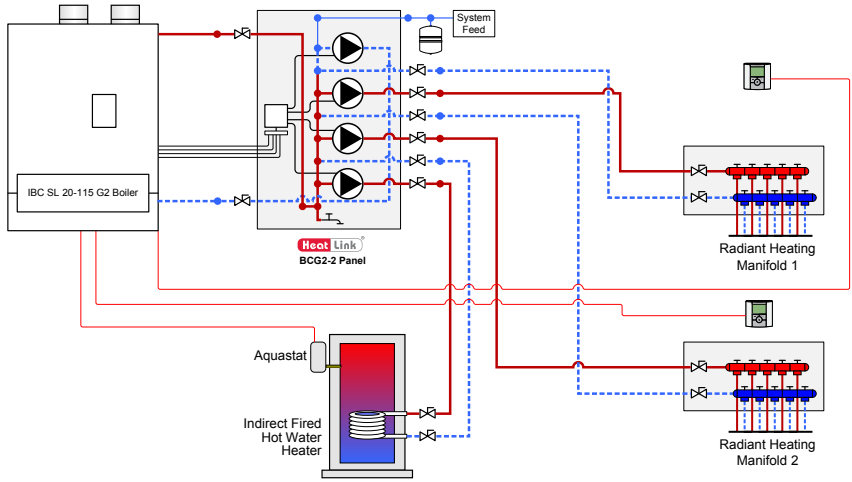 System
Feed
IBC SL 20-115 G2 Boiler
Heat Link®
BCG2-2 Panel
Radiant Heating
Manifold 1
Aquastat
Indirect Fired
Hot Water
Heater
Radiant Heating
Manifold 2